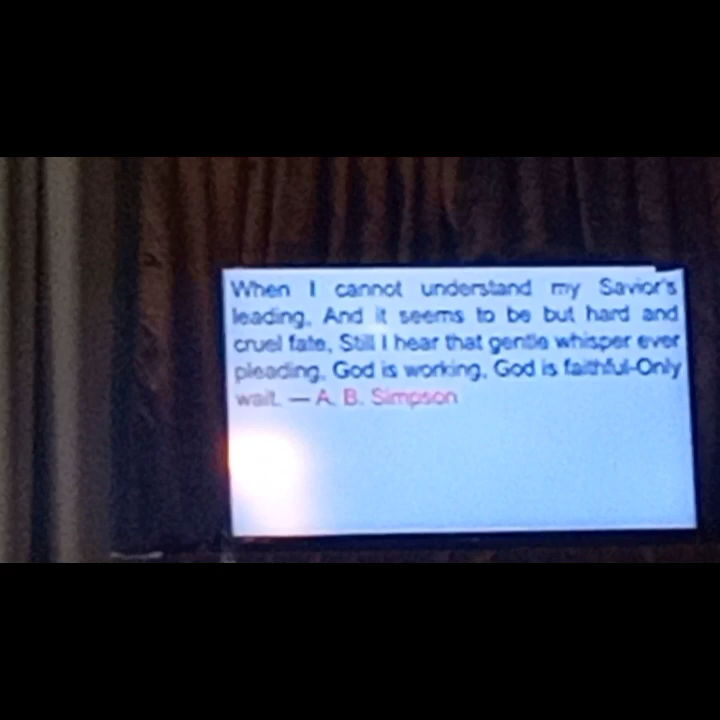 When I cannot understand my Savior's
leading, And it seems to be but hard and
cruel fate, Still I hear that gentle whisper ever
pleading, God is working, God is faithful-Only
wait. — A. B. Simpson